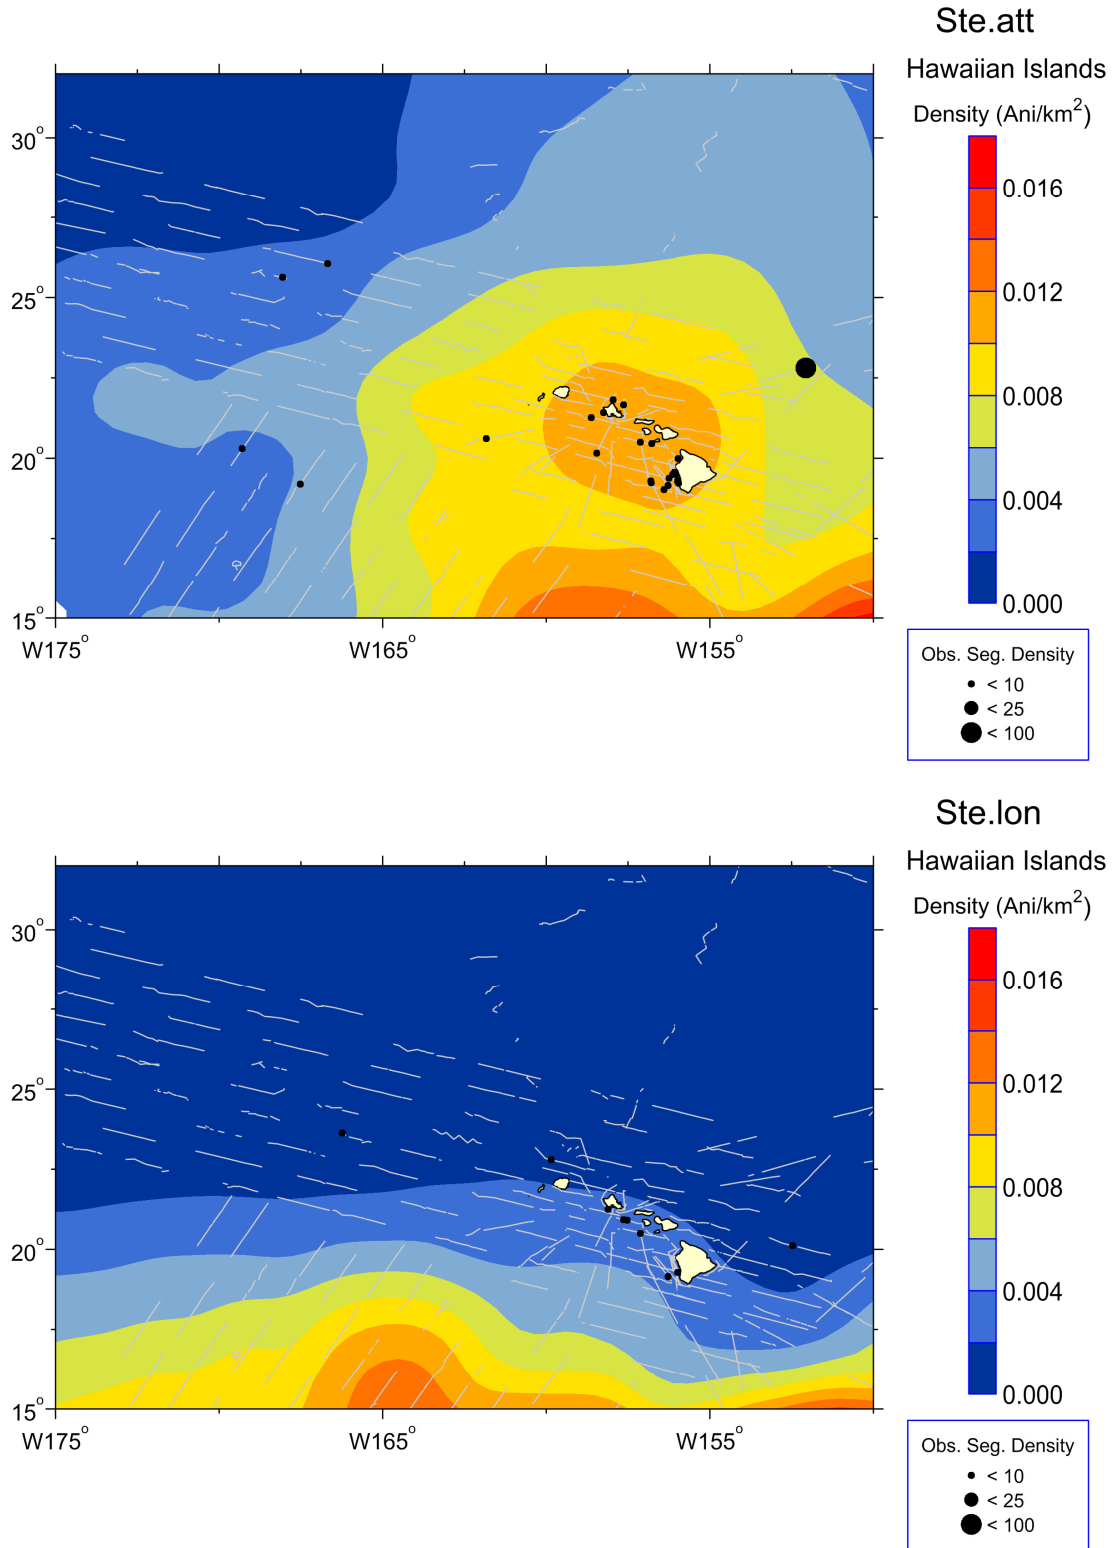 Ste.att
Hawaiian Islands
Density (Ani/km²)
30°
25°
20°
15°
W175°
W165°
W155°
0.016
0.012
0.008
0.004
0.000
Obs. Seg. Density
< 10
< 25
< 100
Ste.lon
Hawaiian Islands
Density (Ani/km²)
30°
25°
20°
15°
W175°
W165°
W155°
0.016
0.012
0.008
0.004
0.000
Obs. Seg. Density
< 10
< 25
< 100